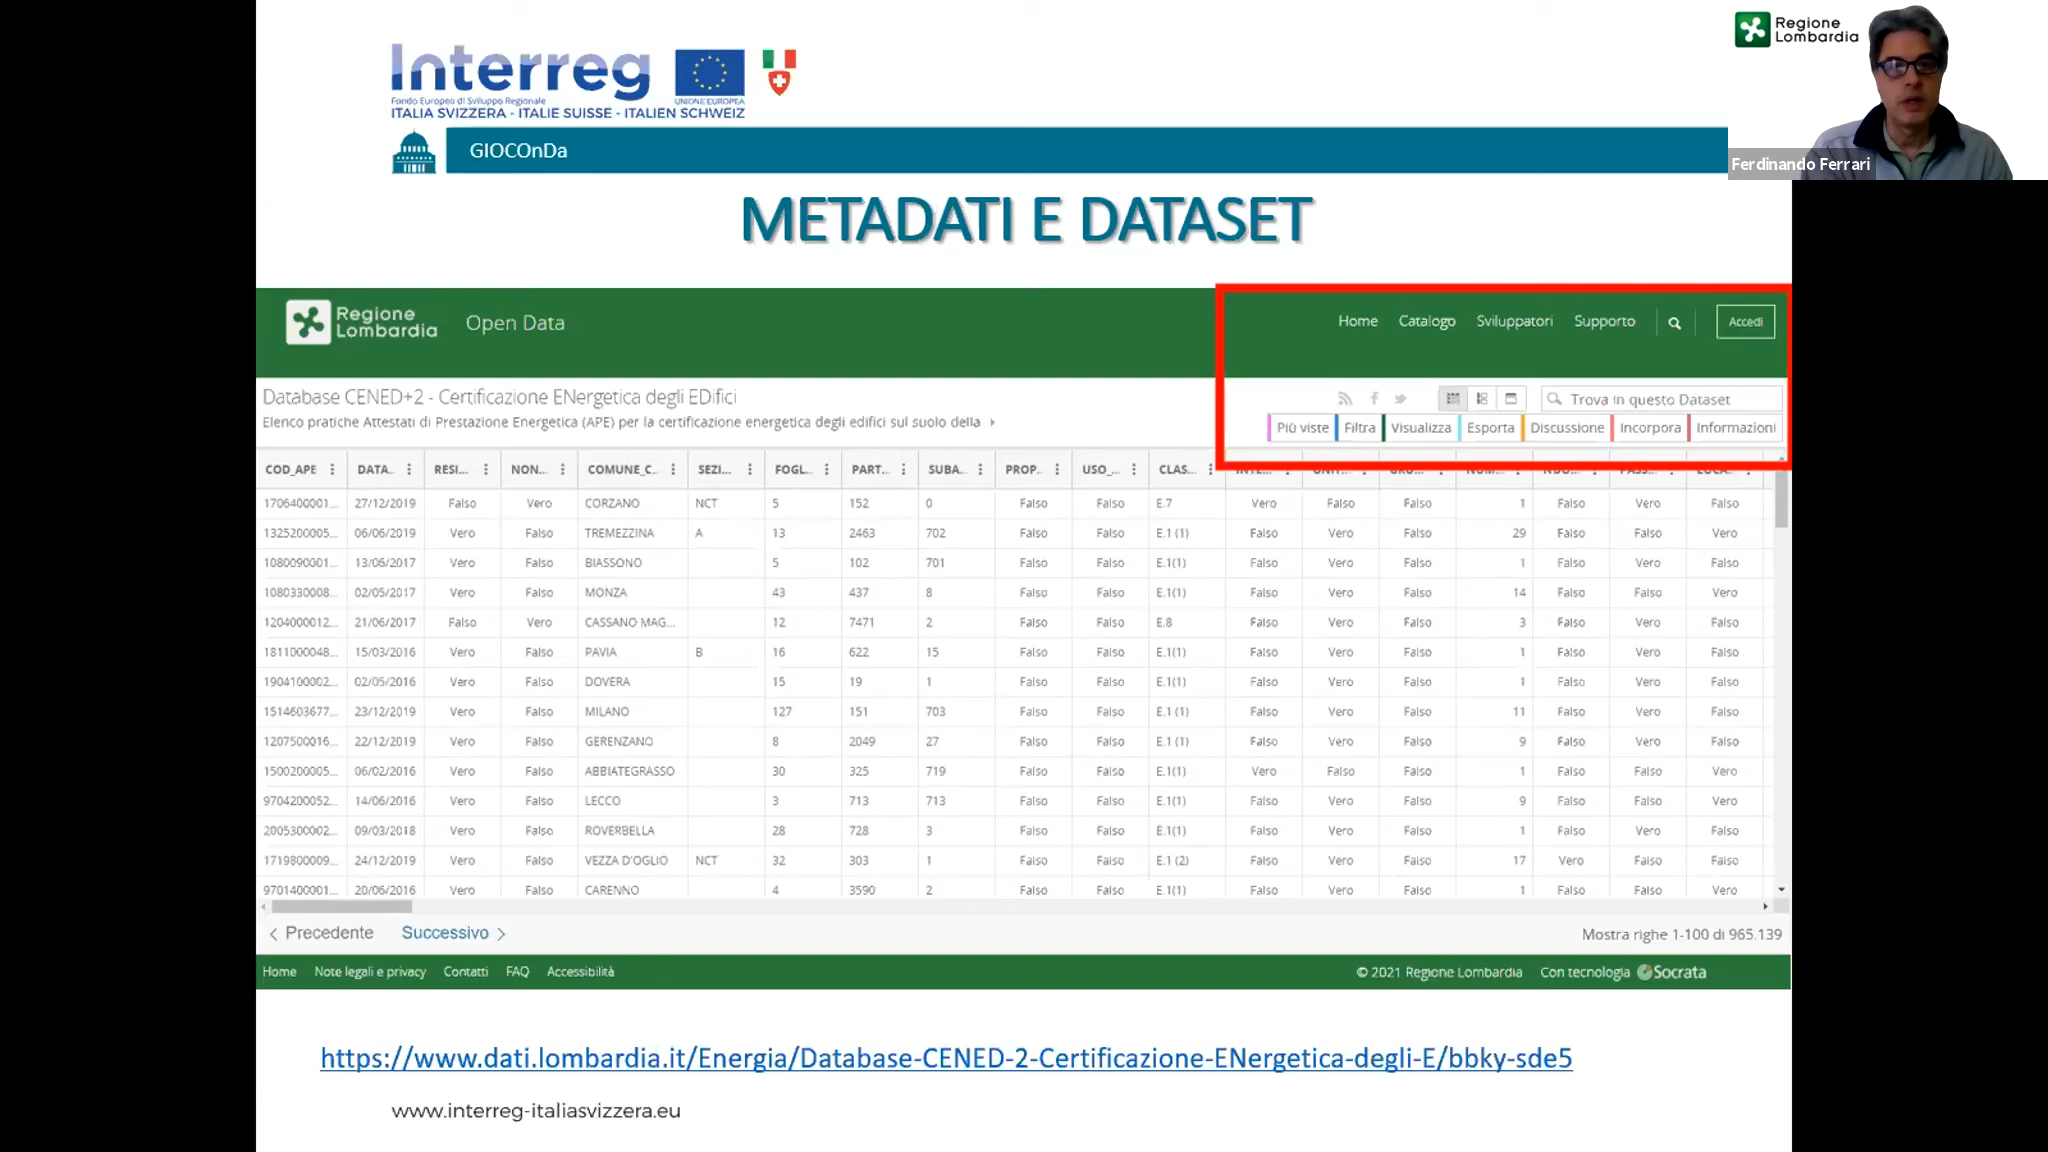 Interreg
Fondo Europeo di Sviluppo Regionale
UNIONE EUROPEA
ITALIA SVIZZERA - ITALIE SUISSE - ITALIEN SCHWEIZ
Regione
Lombardia
Ferdinando Ferrari
GIOCOnDa
METADATI E DATASET
Regione
Lombardia
Open Data
Home Catalogo Sviluppatori Supporto Accedi
Database CENED+2 - Certificazione ENergetica degli EDifici
Trova in questo Dataset
Elenco pratiche Attestati di Prestazione Energetica (APE) per la certificazione energetica degli edifici sul suolo della
Più viste Filtra Visualizza Esporta Discussione Incorpora Informazioni
COD_APE DATA.. RESI... NON... COMUNE_C... SEZI... FOGL... PART... SUBA... PROP... USO_... CLAS...
1706400001... 27/12/2019 Falso Vero CORZANO NCT 5 152 0 Falso Falso E.7 Vero Falso Falso 1 Falso Vero Falso
1325200005... 06/06/2019 Vero Falso TREMEZZINA A 13 2463 702 Falso Falso E.1 (1) Falso Vero Falso 29 Falso Falso Vero
1080090001... 13/06/2017 Vero Falso BIASSONO 5 102 701 Falso Falso E.1(1) Falso Vero Falso 1 Falso Vero Falso
1080330008... 02/05/2017 Vero Falso MONZA 43 437 8 Falso Falso E.1(1) Falso Vero Falso 14 Falso Falso Vero
1204000012... 21/06/2017 Falso Vero CASSANO MAG... 12 7471 2 Falso Falso E.8 Falso Vero Falso 3 Falso Vero Falso
1811000048... 15/03/2016 Vero Falso PAVIA B 16 622 15 Falso Falso E.1(1) Falso Vero Falso 1 Falso Vero Falso
1904100002... 02/05/2016 Vero Falso DOVERA 15 19 1 Falso Falso E.1(1) Falso Vero Falso 1 Falso Vero Falso
1514603677... 23/12/2019 Vero Falso MILANO 127 151 703 Falso Falso E.1 (1) Falso Vero Falso 11 Falso Vero Falso
1207500016... 22/12/2019 Vero Falso GERENZANO 8 2049 27 Falso Falso E.1 (1) Falso Vero Falso 9 Falso Vero Falso
1500200005... 06/02/2016 Vero Falso ABBIATEGRASSO 30 325 719 Falso Falso E.1(1) Vero Falso Falso 1 Falso Falso Vero
9704200052... 14/06/2016 Vero Falso LECCO 3 713 713 Falso Falso E.1(1) Falso Vero Falso 9 Falso Falso Vero
2005300002... 09/03/2018 Vero Falso ROVERBELLA 28 728 3 Falso Falso E.1(1) Falso Vero Falso 1 Falso Vero Falso
1719800009... 24/12/2019 Vero Falso VEZZA D'OGLIO NCT 32 303 1 Falso Falso E.1 (2) Falso Vero Falso 17 Vero Falso Falso
9701400001... 20/06/2016 Vero Falso CARENNO 4 3590 2 Falso Falso E.1(1) Falso Vero Falso 1 Falso Falso Vero
Precedente Successivo Mostra righe 1-100 di 965.139
Home Note legali e privacy Contatti FAQ Accessibilità © 2021 Regione Lombardia Con tecnologia Socrata
https://www.dati.lombardia.it/Energia/Database-CENED-2-Certificazione-ENergetica-degli-E/bbky-sde5
www.interreg-italiasvizzera.eu